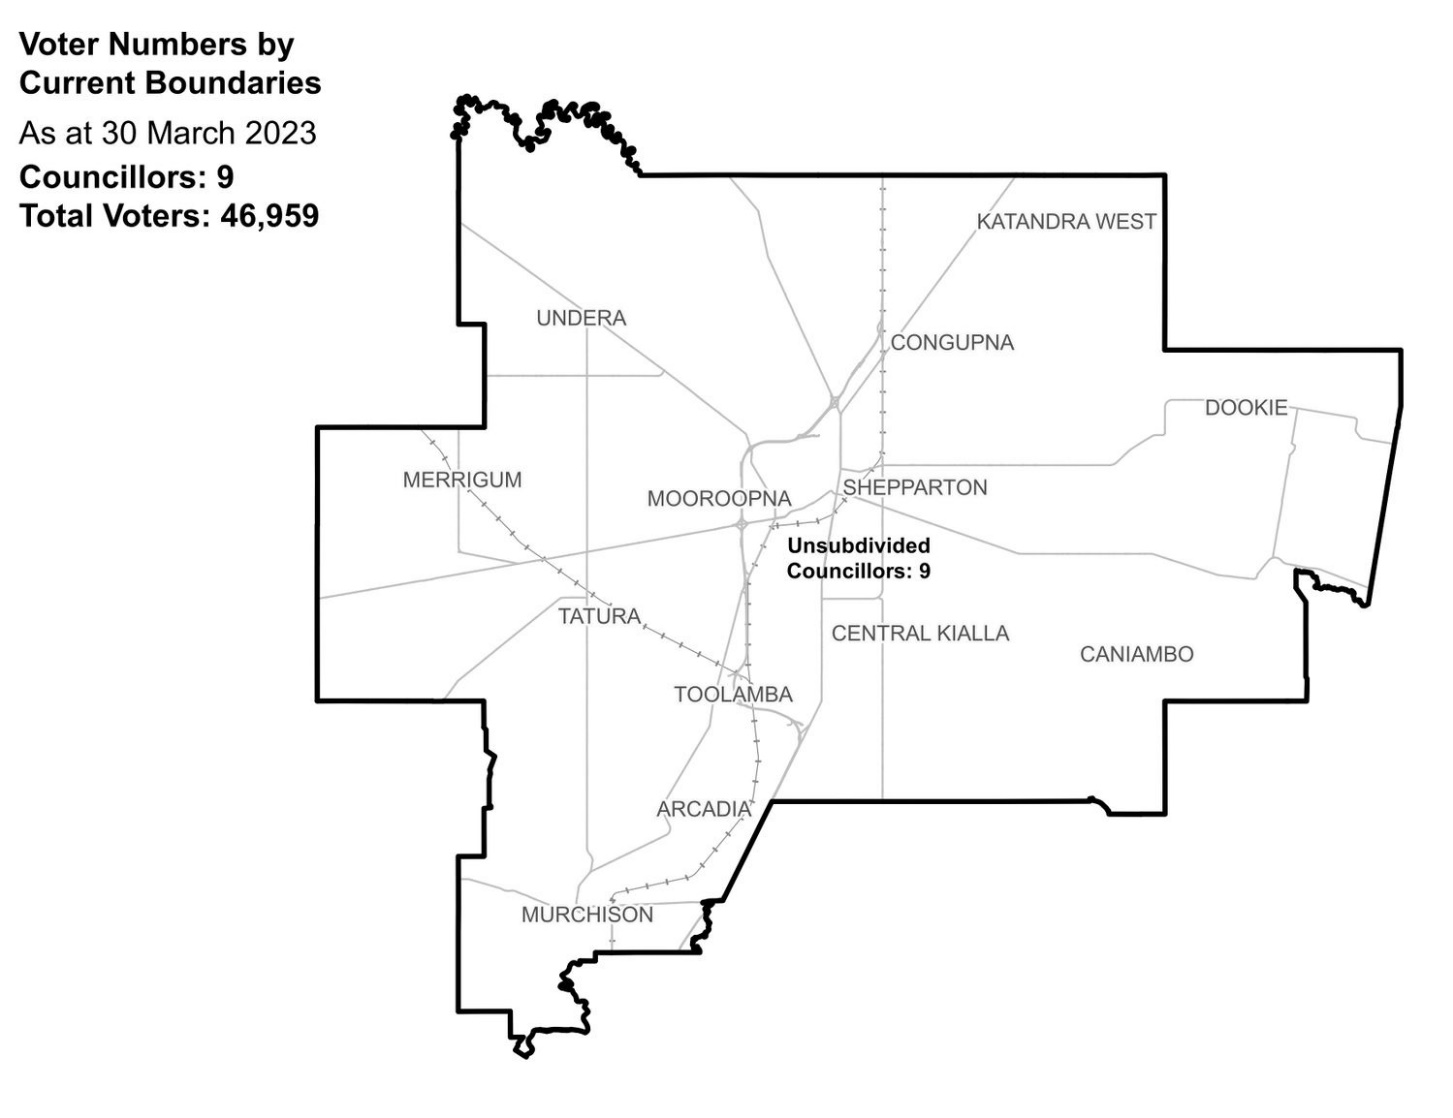 Voter Numbers by
Current Boundaries
As at 30 March 2023
Councillors: 9
Total Voters: 46,959
KATANDRA WEST
UNDERA
CONGUPNA
DOOKIE
MERRIGUM
MOOROOPNA
SHEPPARTON
Unsubdivided
Councillors: 9
TATURA
CENTRAL KIALLA
CANIAMBO
TOOLAMBA
ARCADIA
MURCHISON